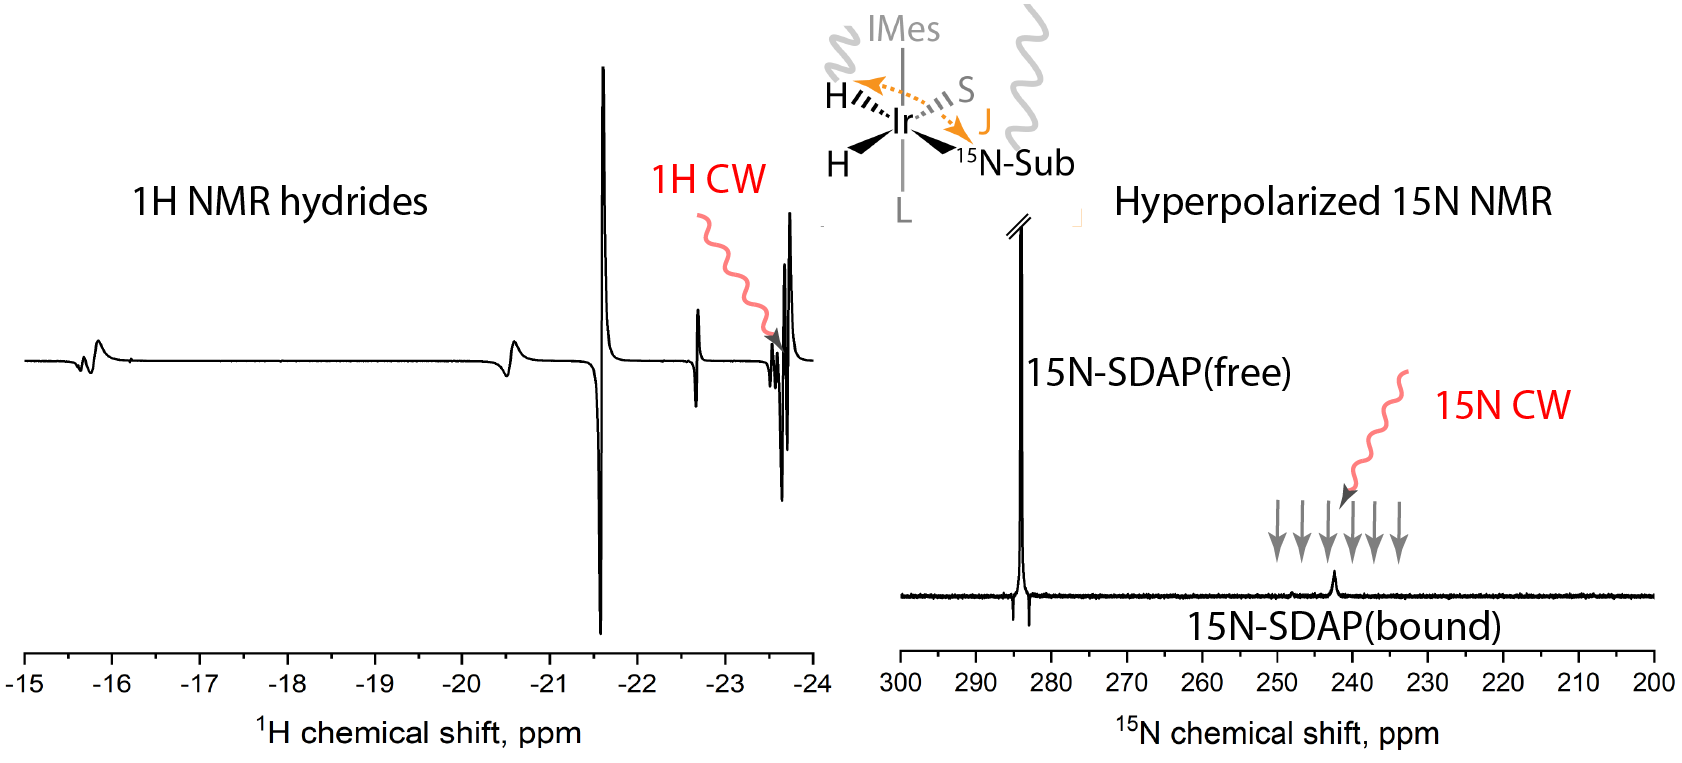 1H NMR hydrides
1H CW
IMes
H
S
Ir
J
H
¹⁵N-Sub
L
Hyperpolarized 15N NMR
15N-SDAP(free)
15N CW
15N-SDAP(bound)
-15 -16 -17 -18 -19 -20 -21 -22 -23 -24
¹H chemical shift, ppm
300 290 280 270 260 250 240 230 220 210 200
¹⁵N chemical shift, ppm